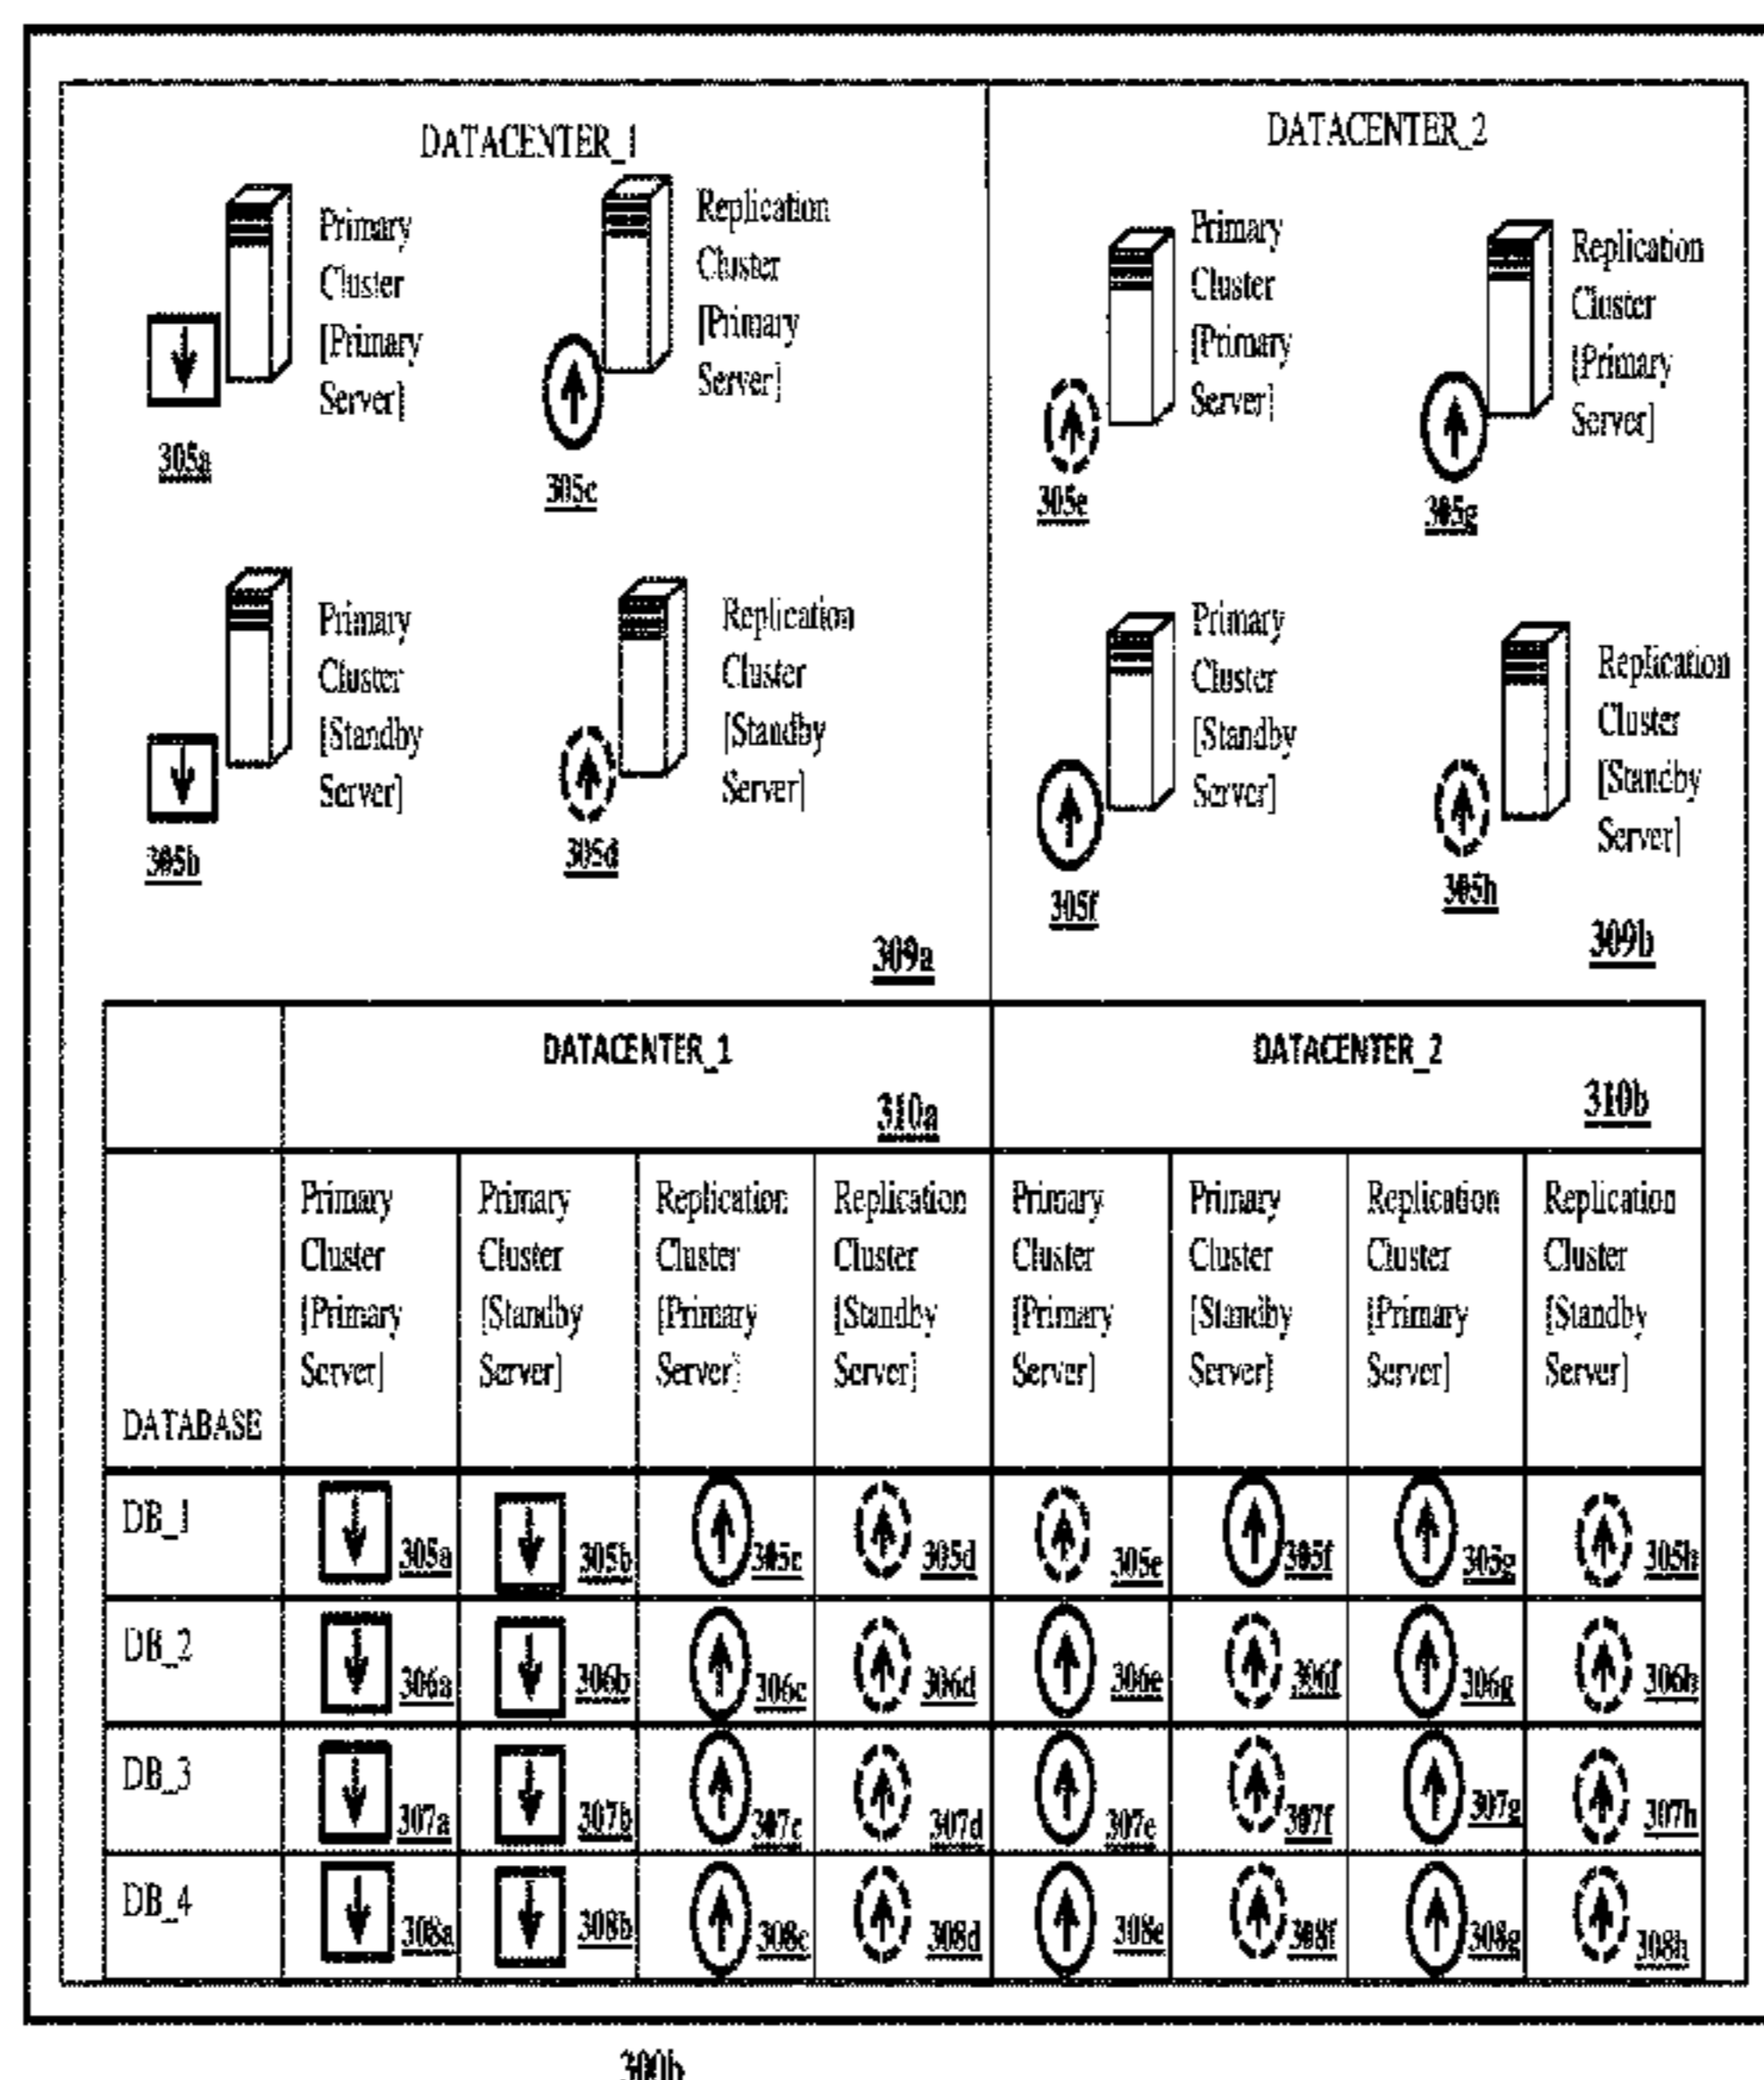 DATACENTER_1
Primary
Cluster
[Primary
Server]
305a
Replication
Cluster
[Primary
Server]
305c
Primary
Cluster
[Standby
Server]
305b
Replication
Cluster
[Standby
Server]
305d
309a
DATACENTER_2
Primary
Cluster
[Primary
Server]
305e
Replication
Cluster
[Primary
Server]
305g
Primary
Cluster
[Standby
Server]
305f
Replication
Cluster
[Standby
Server]
305h
309b
DATACENTER_1
310a
DATACENTER_2
310b
DATABASE
Primary
Cluster
[Primary
Server]
Primary
Cluster
[Standby
Server]
Replication
Cluster
[Primary
Server]
Replication
Cluster
[Standby
Server]
Primary
Cluster
[Primary
Server]
Primary
Cluster
[Standby
Server]
Replication
Cluster
[Primary
Server]
Replication
Cluster
[Standby
Server]
DB_1 305a 305b 305c 305d 305e 305f 305g 305h
DB_2 306a 306b 306c 306d 306e 306f 306g 306h
DB_3 307a 307b 307c 307d 307e 307f 307g 307h
DB_4 308a 308b 308c 308d 308e 308f 308g 308h
300b